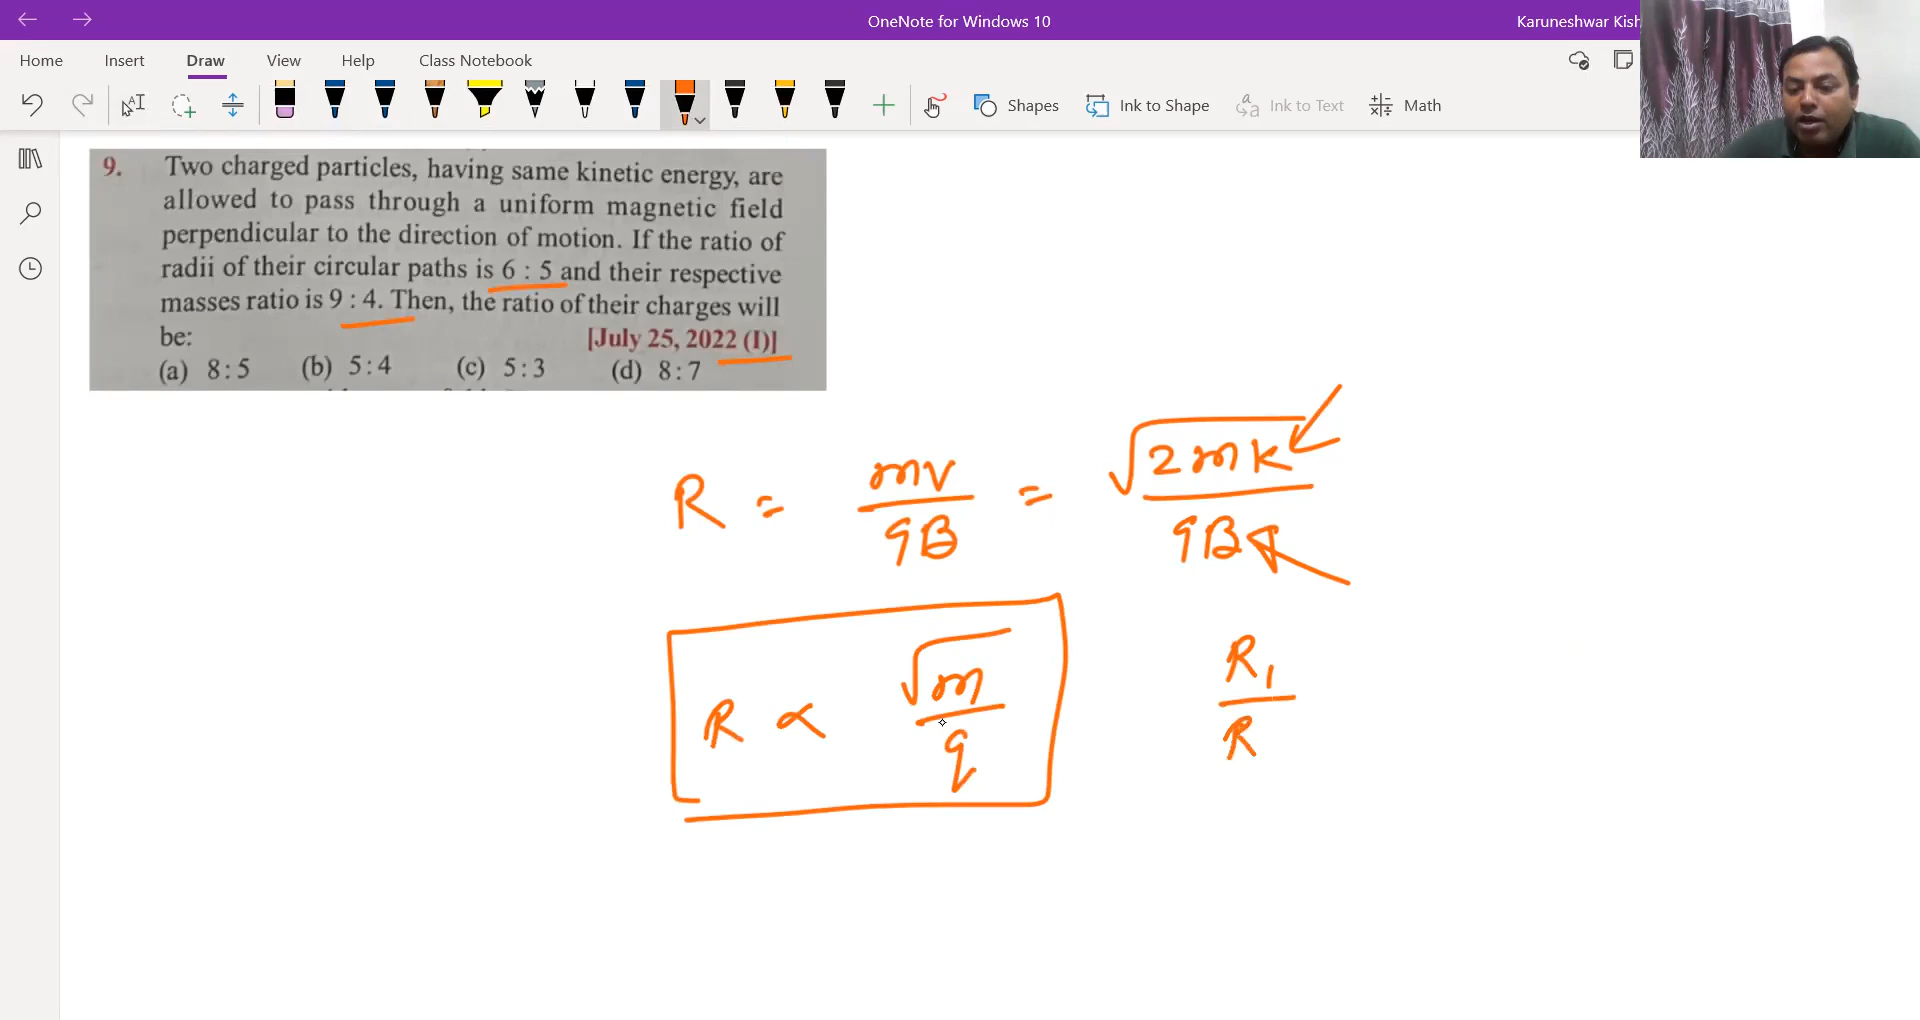 OneNote for Windows 10
Karuneshwar Kish
Home Insert Draw View Help Class Notebook
Shapes Ink to Shape Ink to Text Math
9. Two charged particles, having same kinetic energy, are
allowed to pass through a uniform magnetic field
perpendicular to the direction of motion. If the ratio of
radii of their circular paths is 6 : 5 and their respective
masses ratio is 9 : 4. Then, the ratio of their charges will
be: [July 25, 2022 (I)]
(a) 8 : 5 (b) 5 : 4 (c) 5 : 3 (d) 8 : 7
R = mv/qB = √2mk/qB
R ∝ √m/q
R₁/R